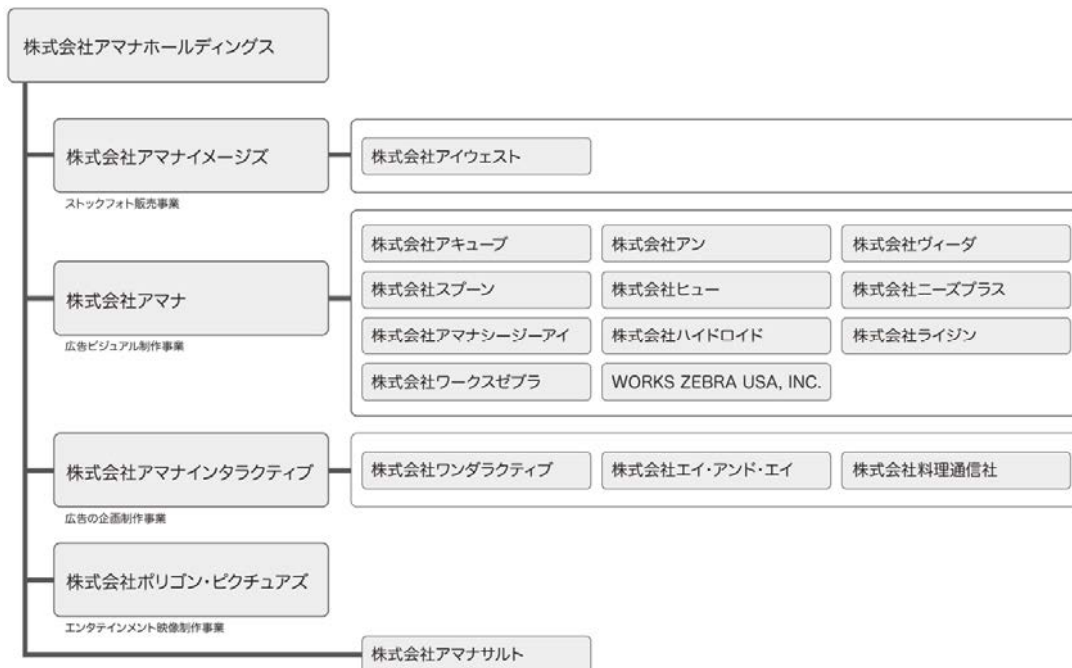 株式会社アマナホールディングス
株式会社アマナイメージズ
ストックフォト販売事業
株式会社アイウェスト
株式会社アマナ
広告ビジュアル制作事業
株式会社アキューブ
株式会社アン
株式会社ヴィーダ
株式会社スプーン
株式会社ヒュー
株式会社ニーズプラス
株式会社アマナシージーアイ
株式会社ハイドロイド
株式会社ライジン
株式会社ワークスゼブラ
WORKS ZEBRA USA, INC.
株式会社アマナインタラクティブ
広告の企画制作事業
株式会社ワンダラクティブ
株式会社エイ・アンド・エイ
株式会社料理通信社
株式会社ポリゴン・ピクチュアズ
エンタテインメント映像制作事業
株式会社アマナサルト